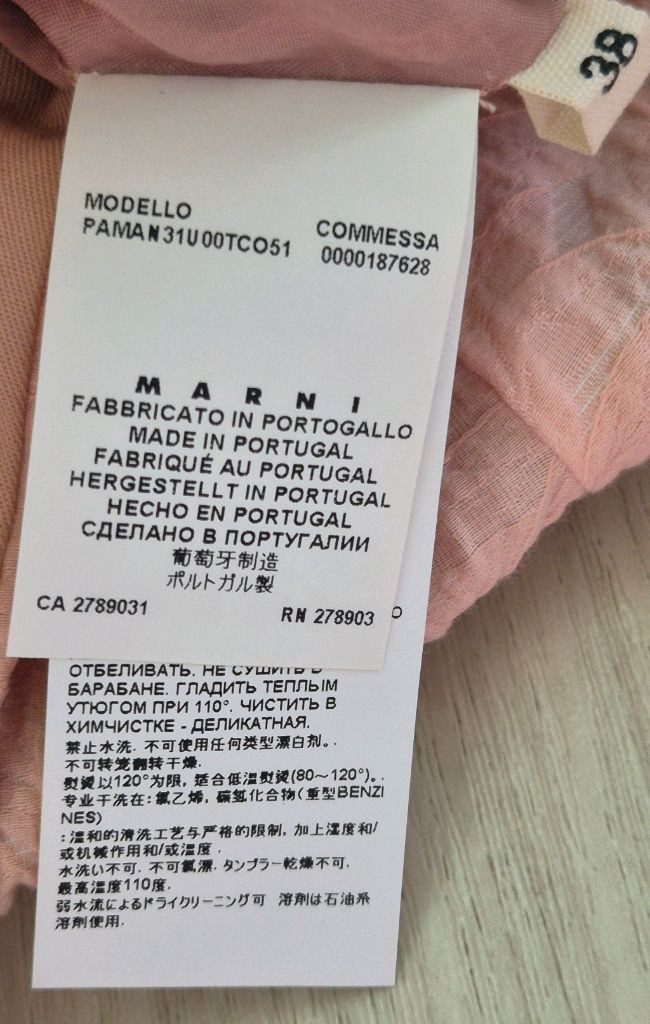 38
MODELLO
PAMAN31U00TCO51
COMMESSA
0000187628
MARNI
FABBRICATO IN PORTOGALLO
MADE IN PORTUGAL
FABRIQUÉ AU PORTUGAL
HERGESTELLT IN PORTUGAL
HECHO EN PORTUGAL
СДЕЛАНО В ПОРТУГАЛИИ
葡萄牙制造
ポルトガル製
CA 2789031
RN 278903
ОТБЕЛИВАТЬ. НЕ СУШИТЬ В
БАРАБАНЕ. ГЛАДИТЬ ТЕПЛЫМ
УТЮГОМ ПРИ 110°. ЧИСТИТЬ В
ХИМЧИСТКЕ - ДЕЛИКАТНАЯ.
禁止水洗. 不可使用任何类型漂白剂。.
不可转笼翻转干燥.
熨烫以120°为限, 适合低温熨烫(80～120°)。.
专业干洗在: 氯乙烯, 碳氢化合物(重型BENZI
NES)
: 温和的清洗工艺与严格的限制, 加上湿度和/
或机械作用和/或温度.
水洗い不可. 不可氯漂. タンブラー乾燥不可.
最高温度110度.
弱水流によるドライクリーニング可 溶剤は石油系
溶剤使用.